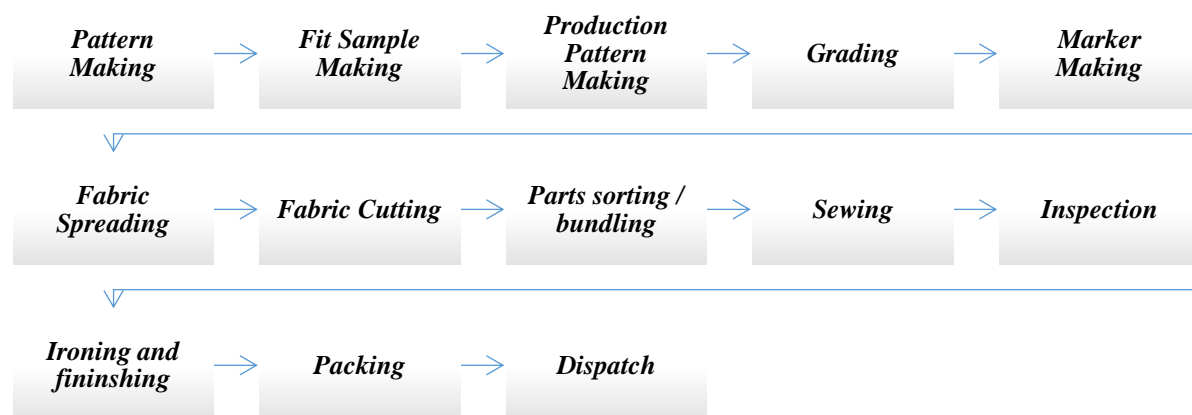 Pattern
Making
Fit Sample
Making
Production
Pattern
Making
Grading
Marker
Making
Fabric
Spreading
Fabric Cutting
Parts sorting /
bundling
Sewing
Inspection
Ironing and
fininshing
Packing
Dispatch